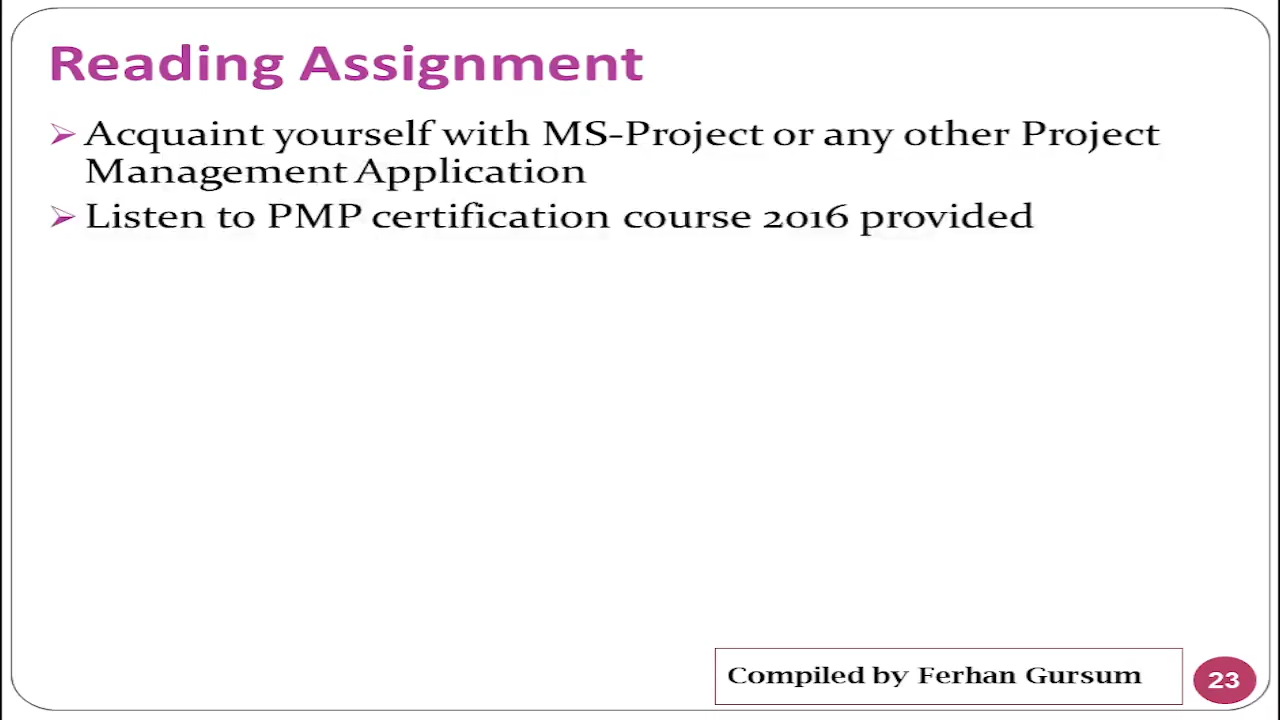 Reading Assignment
Acquaint yourself with MS-Project or any other Project
Management Application
Listen to PMP certification course 2016 provided
Compiled by Ferhan Gursum
23